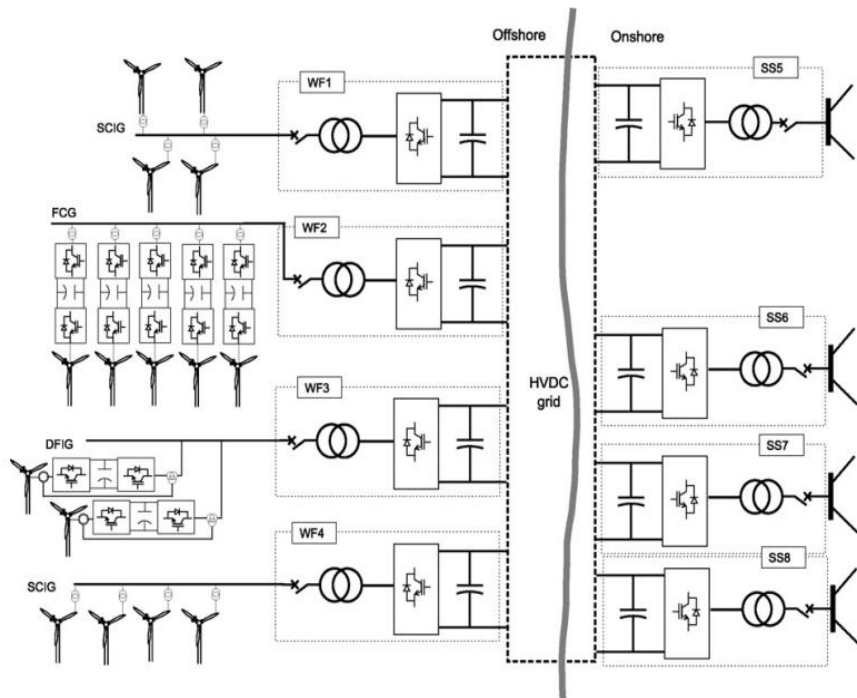 Offshore
Onshore
WF1
SS5
SCIG
FCG
WF2
SS6
HVDC
grid
WF3
DFIG
SS7
WF4
SS8
SCIG